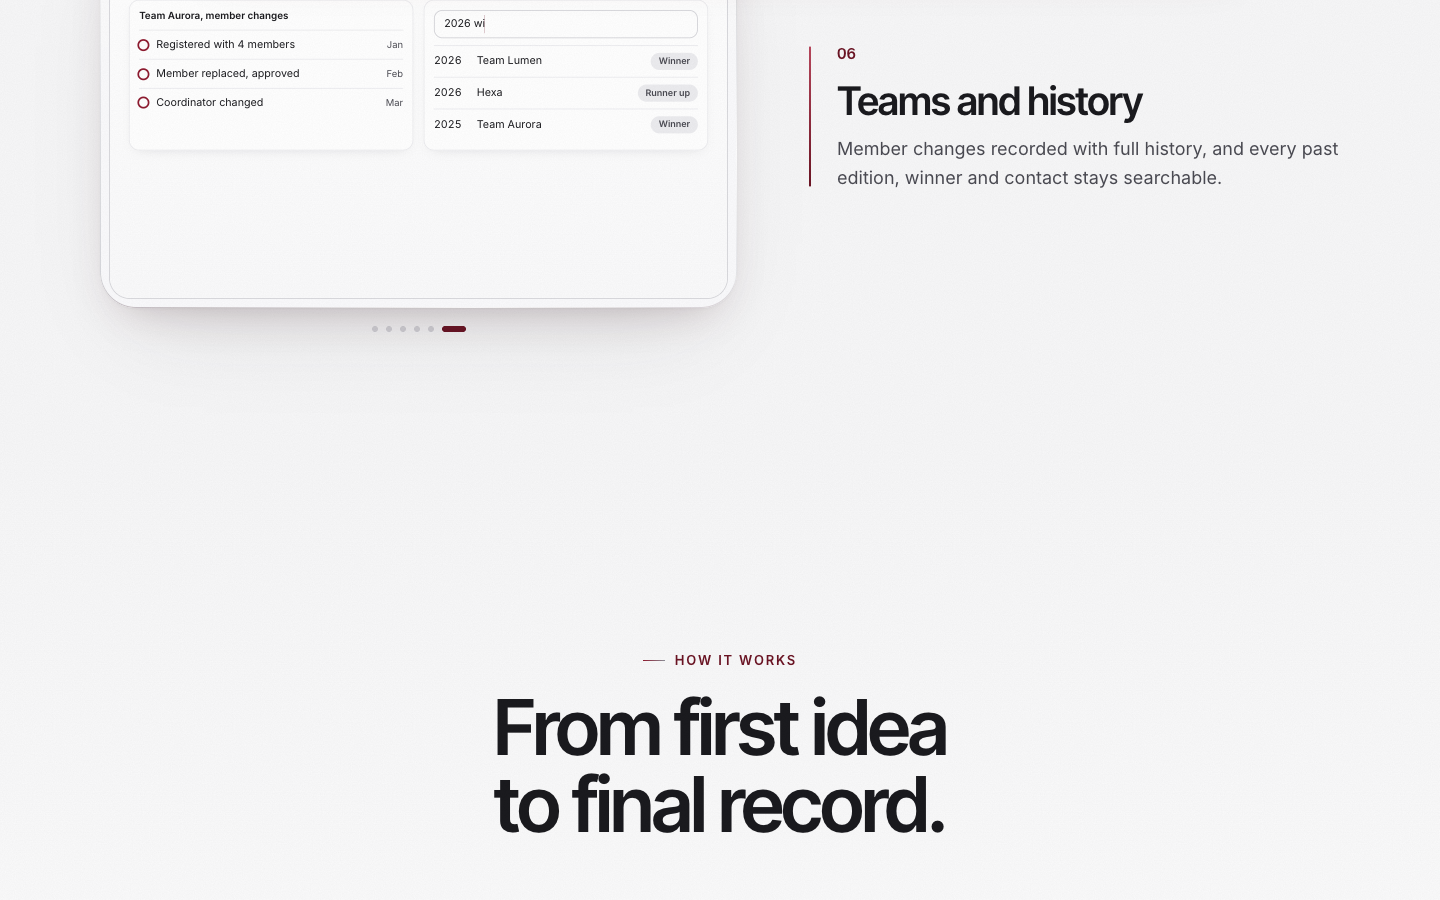 Team Aurora, member changes
Registered with 4 members Jan
Member replaced, approved Feb
Coordinator changed Mar
2026 wi
2026 Team Lumen Winner
2026 Hexa Runner up
2025 Team Aurora Winner
06
Teams and history
Member changes recorded with full history, and every past
edition, winner and contact stays searchable.
HOW IT WORKS
From first idea
to final record.